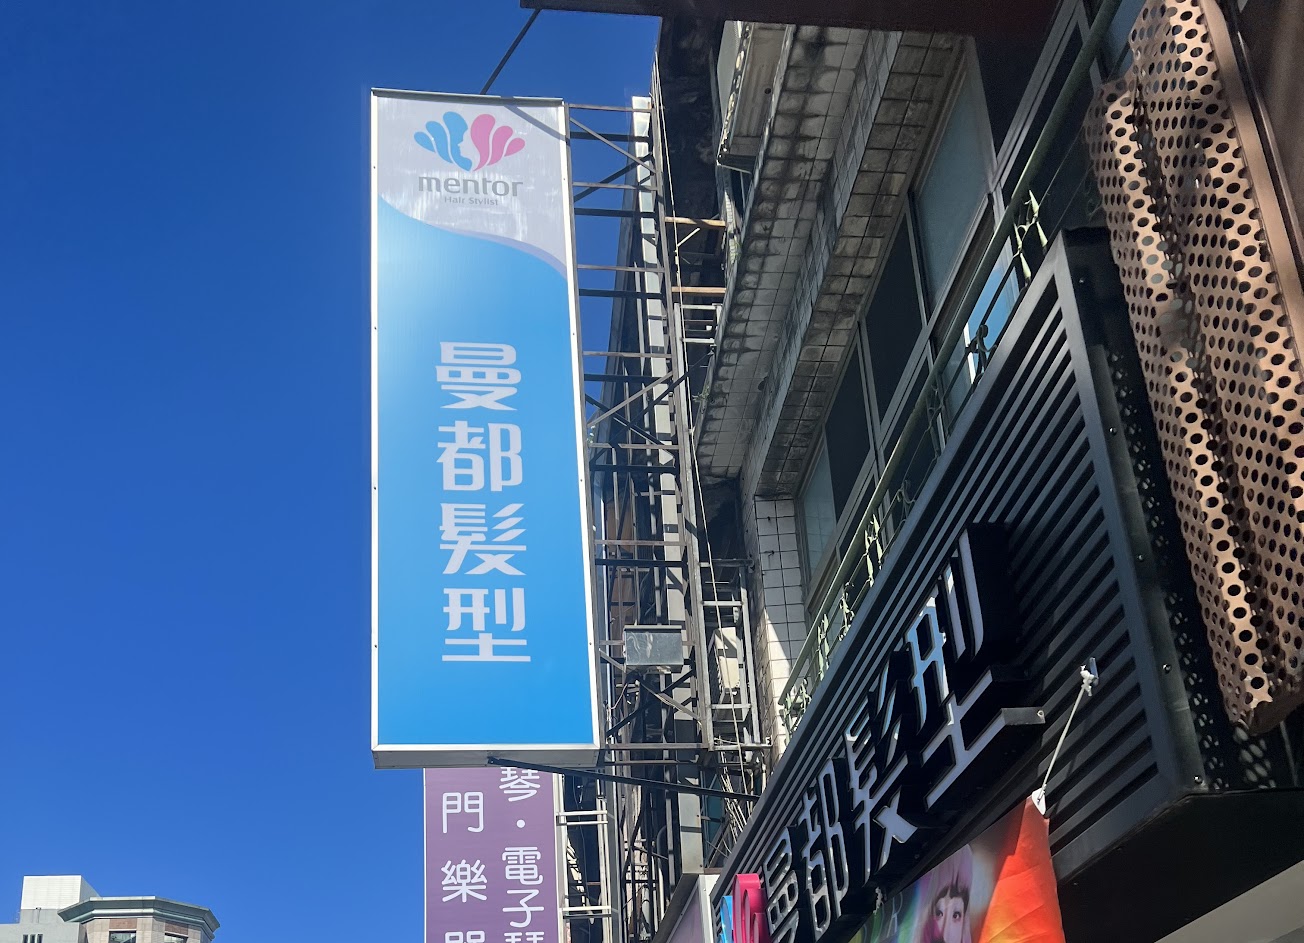 mentor
Hair Stylist
曼都髮型
曼都髮型
琴·電子琴
門樂